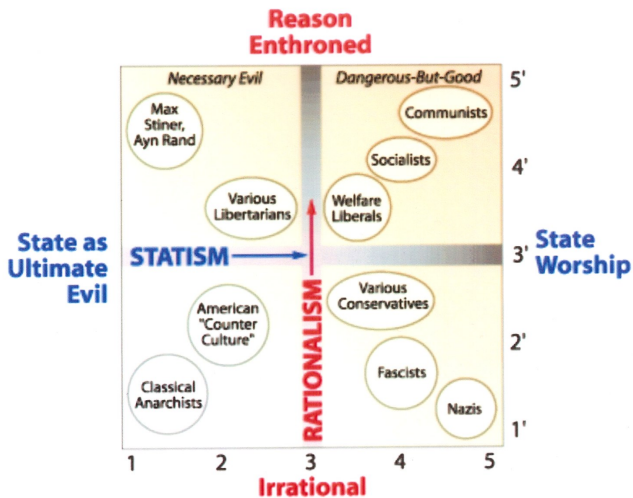 Reason
Enthroned
Necessary Evil
Dangerous-But-Good
5'
Max
Stiner,
Ayn Rand
Communists
Socialists
4'
Various
Libertarians
Welfare
Liberals
State as
Ultimate
Evil
STATISM
3'
State
Worship
RATIONALISM
Various
Conservatives
American
"Counter
Culture"
2'
Fascists
Classical
Anarchists
Nazis
1'
1 2 3 4 5
Irrational